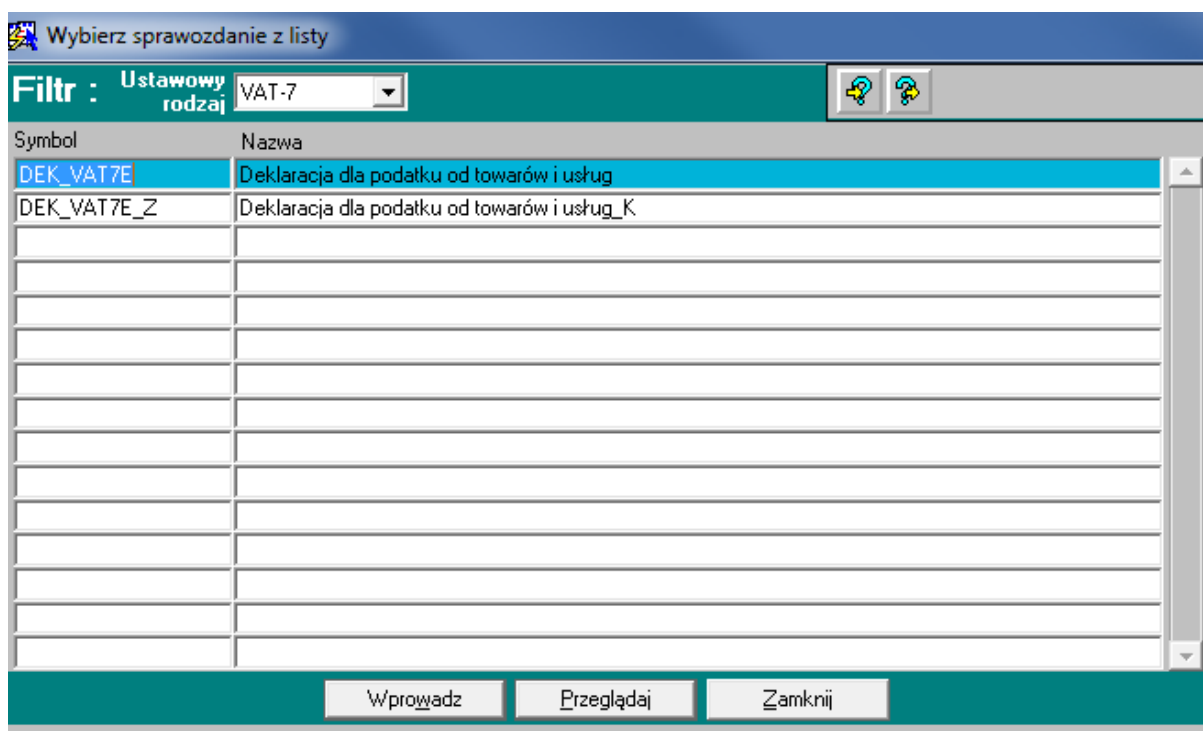 Wybierz sprawozdanie z listy
Filtr : Ustawowy rodzaj VAT-7
Symbol Nazwa
DEK_VAT7E Deklaracja dla podatku od towarów i usług
DEK_VAT7E_Z Deklaracja dla podatku od towarów i usług_K
Wprowadz Przeglądaj Zamknij